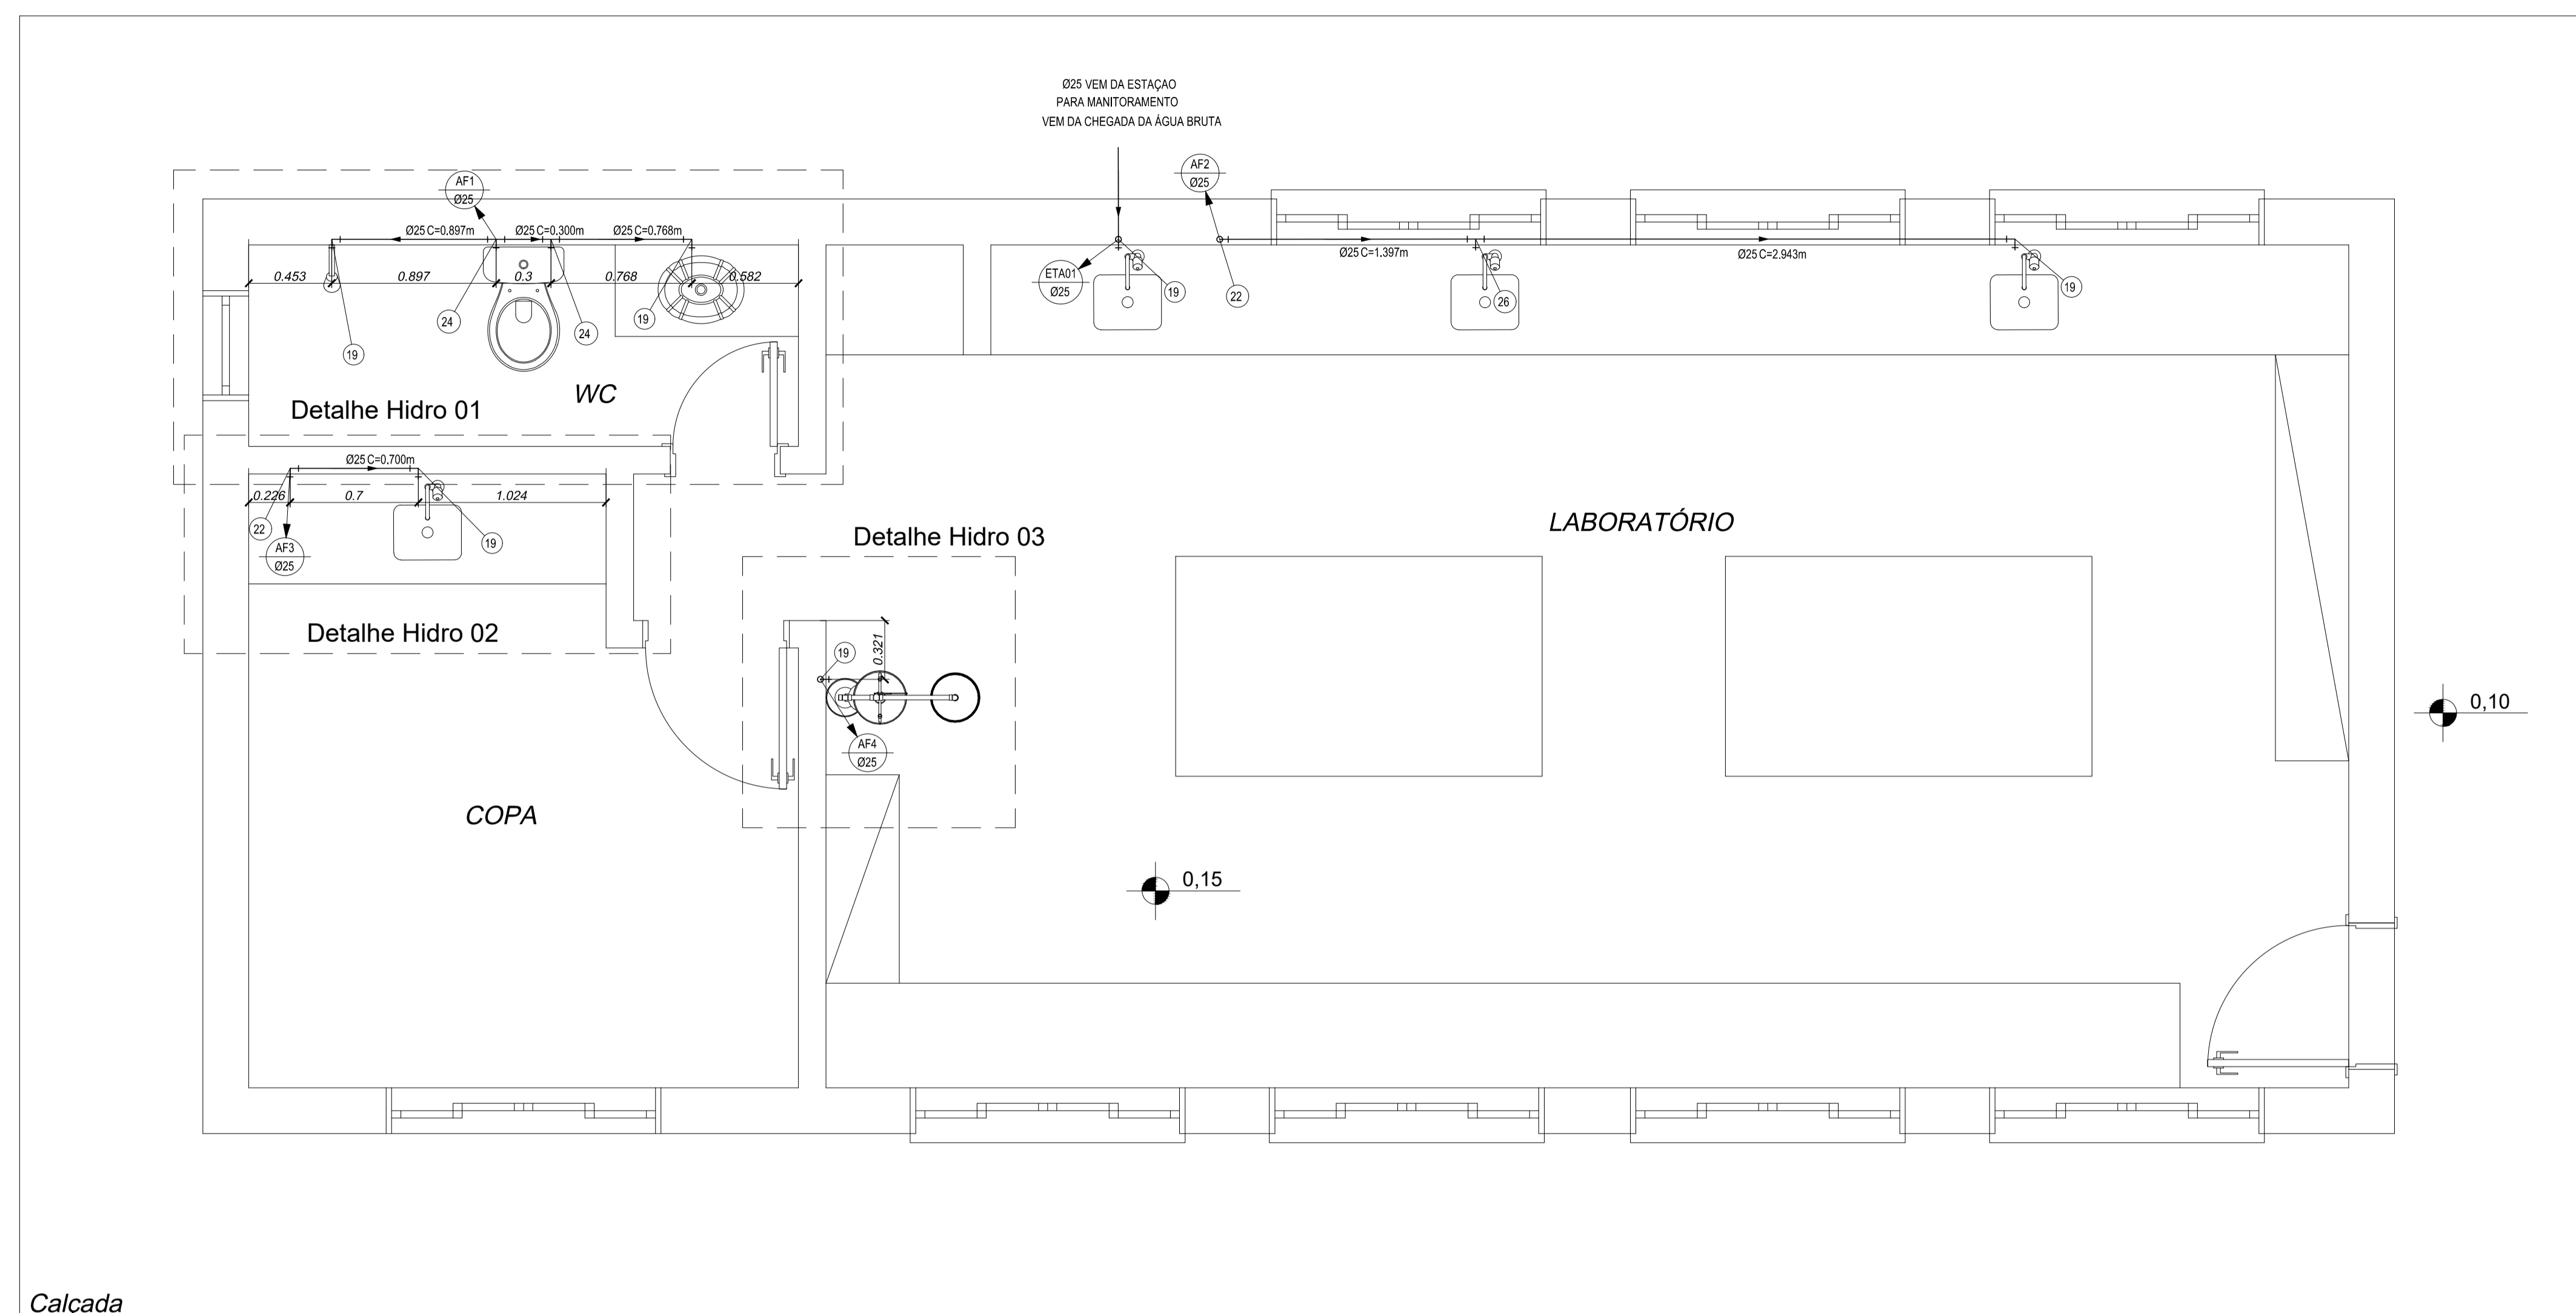 Ø25 VEM DA ESTAÇAO
PARA MANITORAMENTO
VEM DA CHEGADA DA ÁGUA BRUTA
AF1
Ø25
AF2
Ø25
Ø25 C=0.897m
Ø25 C=0.300m
Ø25 C=0.768m
Ø25 C=1.397m
Ø25 C=2.943m
0.453
0.897
0.3
0.768
0.582
ETA01
Ø25
19
22
26
19
24
24
19
19
WC
Detalhe Hidro 01
Ø25 C=0.700m
0.226
0.7
1.024
22
19
AF3
Ø25
Detalhe Hidro 02
Detalhe Hidro 03
LABORATÓRIO
0.321
19
AF4
Ø25
0,10
COPA
0,15
Calçada